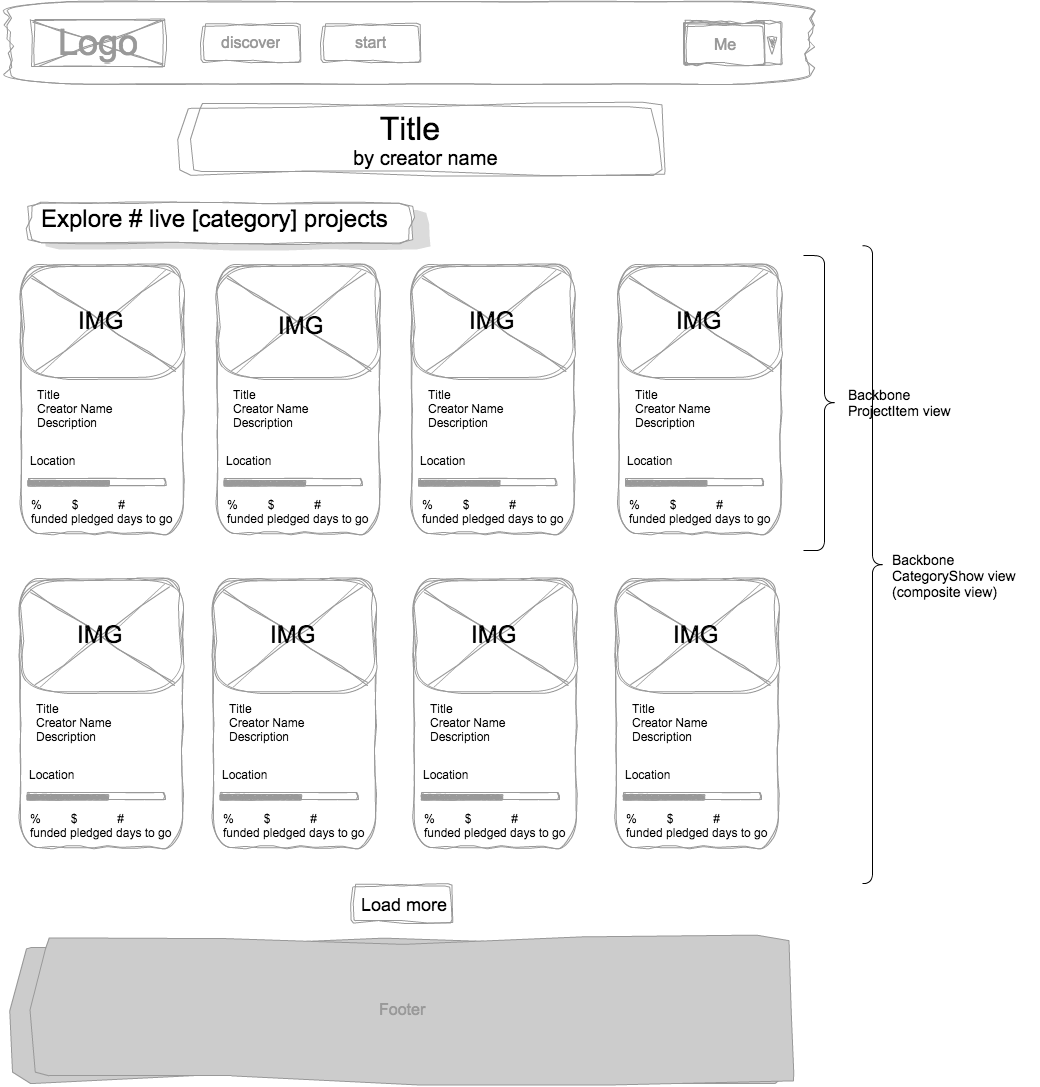 Logo
discover
start
Me
Title
by creator name
Explore # live [category] projects
IMG
IMG
IMG
IMG
Title
Creator Name
Description
Title
Creator Name
Description
Title
Creator Name
Description
Title
Creator Name
Description
Backbone
ProjectItem view
Location
Location
Location
Location
% $ #
funded pledged days to go
% $ #
funded pledged days to go
% $ #
funded pledged days to go
% $ #
funded pledged days to go
Backbone
CategoryShow view
(composite view)
IMG
IMG
IMG
IMG
Title
Creator Name
Description
Title
Creator Name
Description
Title
Creator Name
Description
Title
Creator Name
Description
Location
Location
Location
Location
% $ #
funded pledged days to go
% $ #
funded pledged days to go
% $ #
funded pledged days to go
% $ #
funded pledged days to go
Load more
Footer